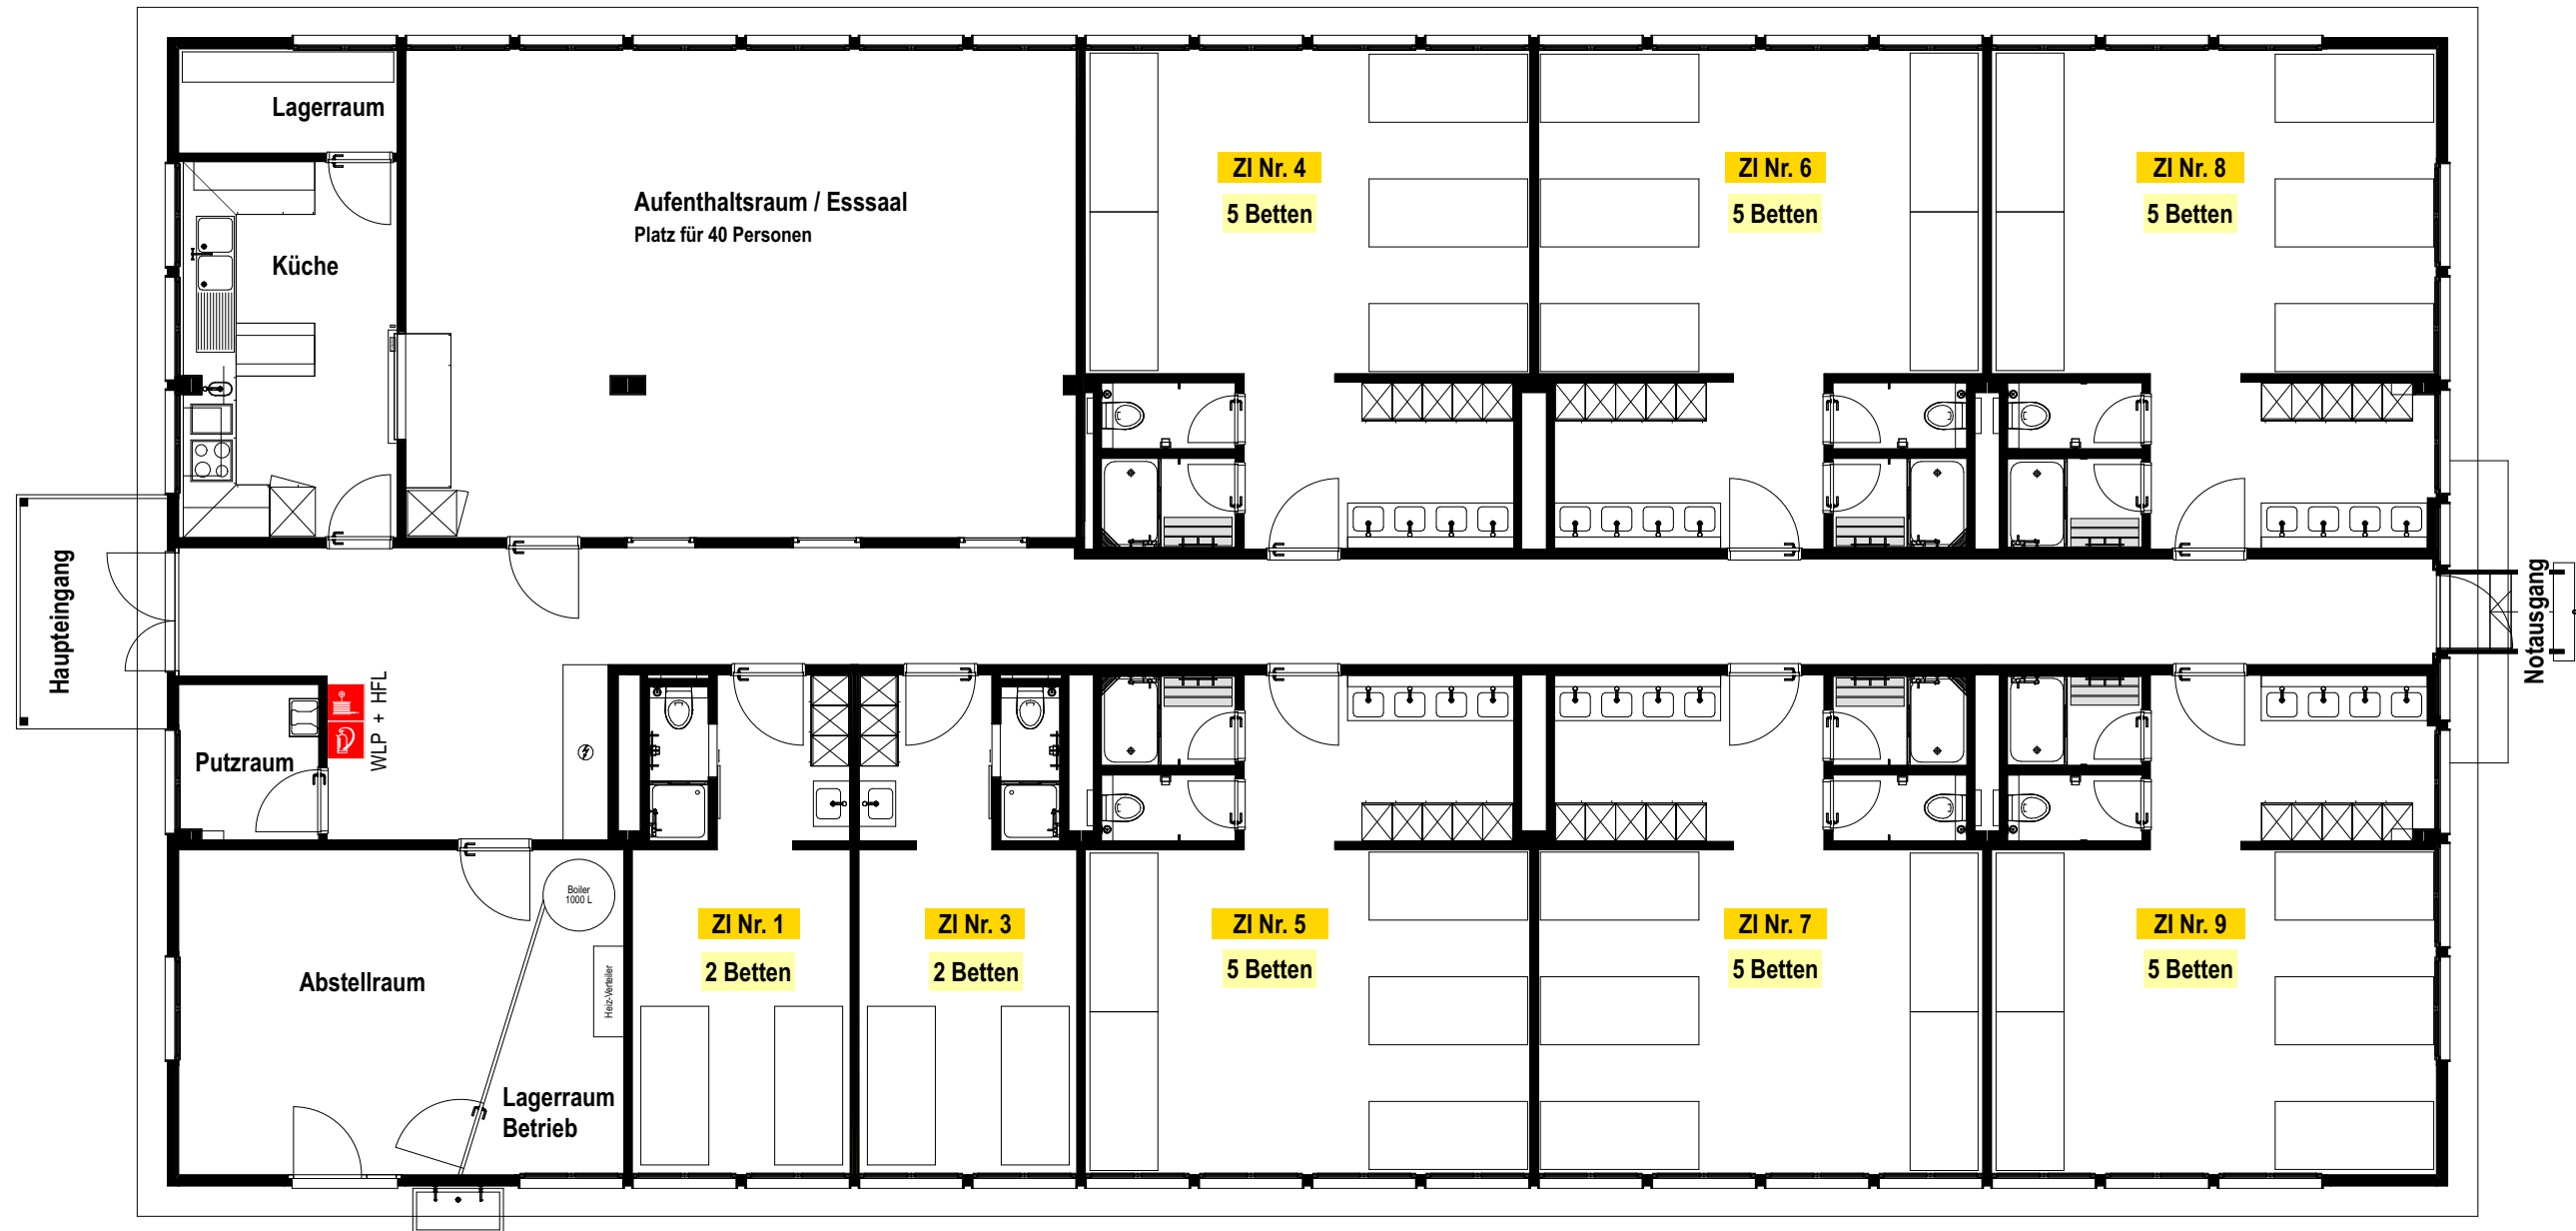 Lagerraum
Küche
Aufenthaltsraum / Esssaal
Platz für 40 Personen
ZI Nr. 4
5 Betten
ZI Nr. 6
5 Betten
ZI Nr. 8
5 Betten
Haupteingang
Notausgang
Putzraum
WLP + HFL
Abstellraum
Boiler
1000 L
Heiz-Verteiler
Lagerraum
Betrieb
ZI Nr. 1
2 Betten
ZI Nr. 3
2 Betten
ZI Nr. 5
5 Betten
ZI Nr. 7
5 Betten
ZI Nr. 9
5 Betten